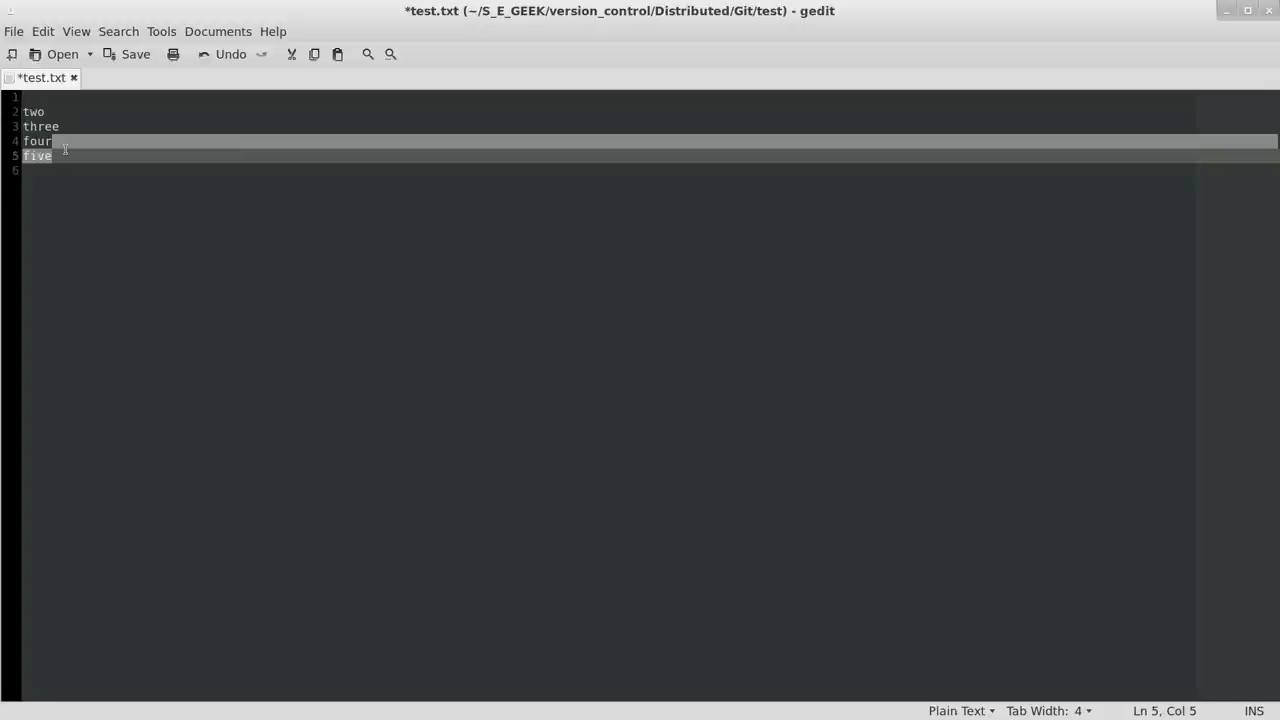 *test.txt (~/S_E_GEEK/version_control/Distributed/Git/test) - gedit
File Edit View Search Tools Documents Help
Open Save Undo
*test.txt
1
2 two
3 three
4 four
5 five
6
Plain Text Tab Width: 4 Ln 5, Col 5 INS